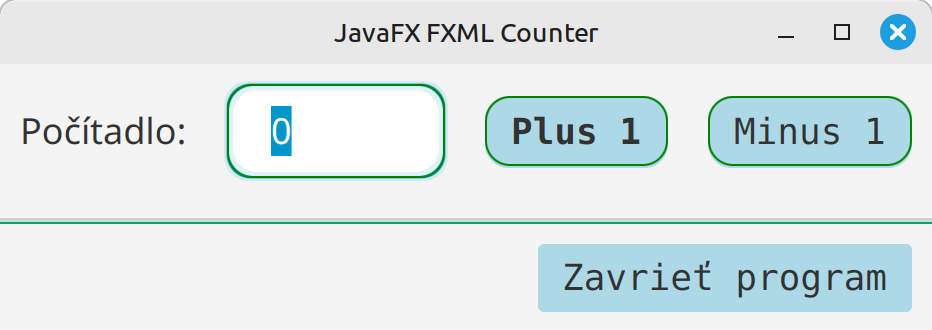 JavaFX FXML Counter
Počítadlo: 0 Plus 1 Minus 1
Zavrieť program